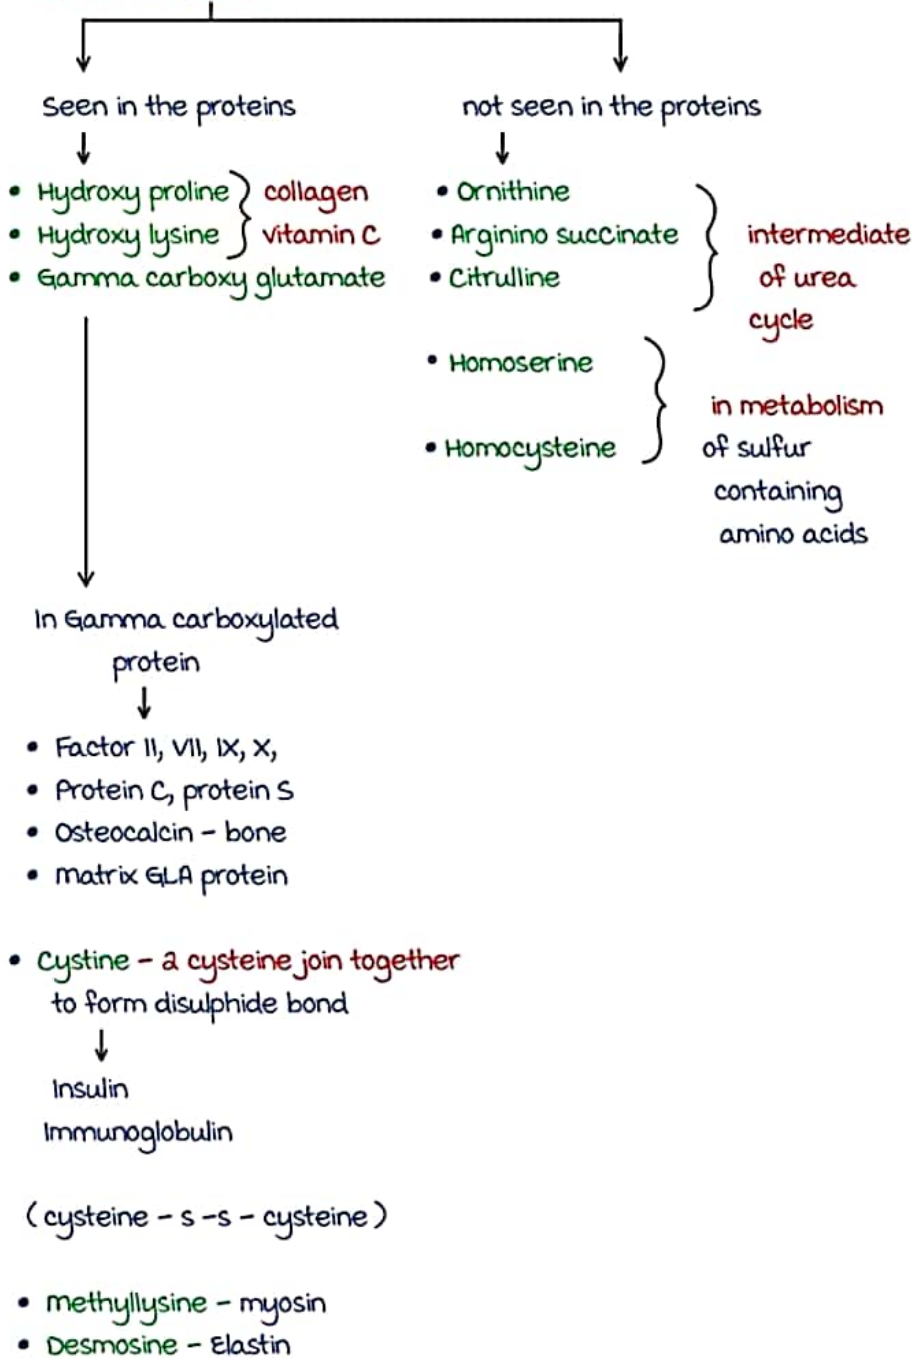 Seen in the proteins
not seen in the proteins
• Hydroxy proline
• Hydroxy lysine
collagen
vitamin C
• Gamma carboxy glutamate
• Ornithine
• Arginino succinate
• Citrulline
intermediate
of urea
cycle
• Homoserine
• Homocysteine
in metabolism
of sulfur
containing
amino acids
In Gamma carboxylated
protein
• Factor II, VII, IX, X,
• Protein C, protein S
• Osteocalcin – bone
• matrix GLA protein
• Cystine – 2 cysteine join together
to form disulphide bond
Insulin
Immunoglobulin
(cysteine – s –s – cysteine)
• methyllysine – myosin
• Desmosine – Elastin